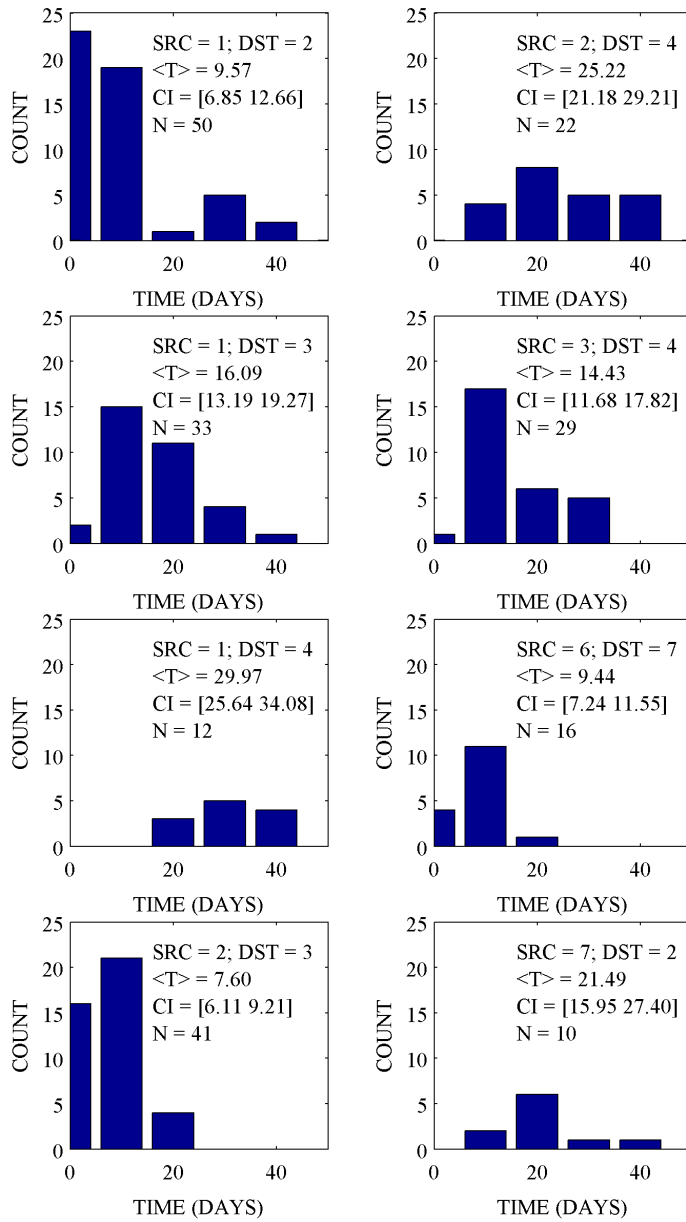 25
20
15
10
5
0
COUNT
SRC = 1; DST = 2
<T> = 9.57
CI = [6.85 12.66]
N = 50
0 20 40
TIME (DAYS)
25
20
15
10
5
0
COUNT
SRC = 2; DST = 4
<T> = 25.22
CI = [21.18 29.21]
N = 22
0 20 40
TIME (DAYS)
25
20
15
10
5
0
COUNT
SRC = 1; DST = 3
<T> = 16.09
CI = [13.19 19.27]
N = 33
0 20 40
TIME (DAYS)
25
20
15
10
5
0
COUNT
SRC = 3; DST = 4
<T> = 14.43
CI = [11.68 17.82]
N = 29
0 20 40
TIME (DAYS)
25
20
15
10
5
0
COUNT
SRC = 1; DST = 4
<T> = 29.97
CI = [25.64 34.08]
N = 12
0 20 40
TIME (DAYS)
25
20
15
10
5
0
COUNT
SRC = 6; DST = 7
<T> = 9.44
CI = [7.24 11.55]
N = 16
0 20 40
TIME (DAYS)
25
20
15
10
5
0
COUNT
SRC = 2; DST = 3
<T> = 7.60
CI = [6.11 9.21]
N = 41
0 20 40
TIME (DAYS)
25
20
15
10
5
0
COUNT
SRC = 7; DST = 2
<T> = 21.49
CI = [15.95 27.40]
N = 10
0 20 40
TIME (DAYS)